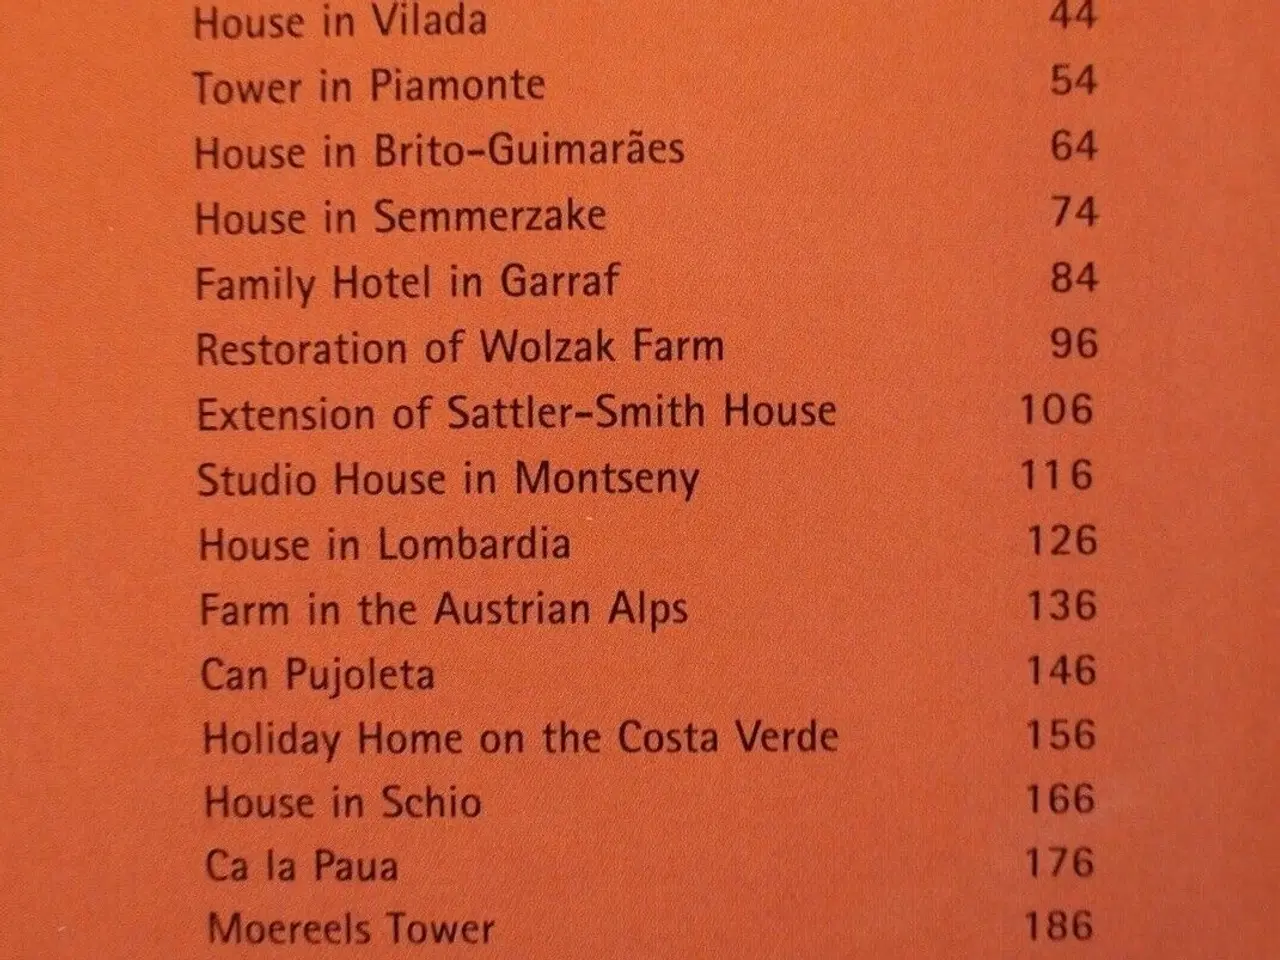 House in Vilada 44
Tower in Piamonte 54
House in Brito-Guimarães 64
House in Semmerzake 74
Family Hotel in Garraf 84
Restoration of Wolzak Farm 96
Extension of Sattler-Smith House 106
Studio House in Montseny 116
House in Lombardia 126
Farm in the Austrian Alps 136
Can Pujoleta 146
Holiday Home on the Costa Verde 156
House in Schio 166
Ca la Paua 176
Moereels Tower 186